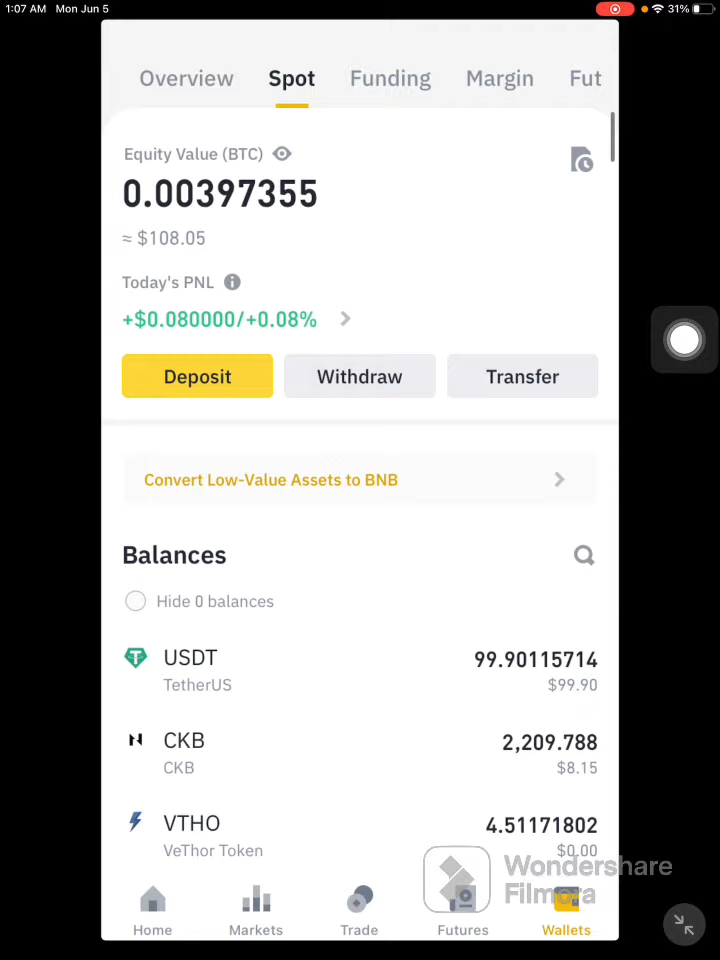 1:07 AM Mon Jun 5
31%
Overview Spot Funding Margin Fut
Equity Value (BTC)
0.00397355
≈ $108.05
Today's PNL
+$0.080000/+0.08%
Deposit Withdraw Transfer
Convert Low-Value Assets to BNB
Balances
Hide 0 balances
USDT 99.90115714
TetherUS $99.90
CKB 2,209.788
CKB $8.15
VTHO 4.51171802
VeThor Token $0.00
Wondershare
Filmora
Home Markets Trade Futures Wallets